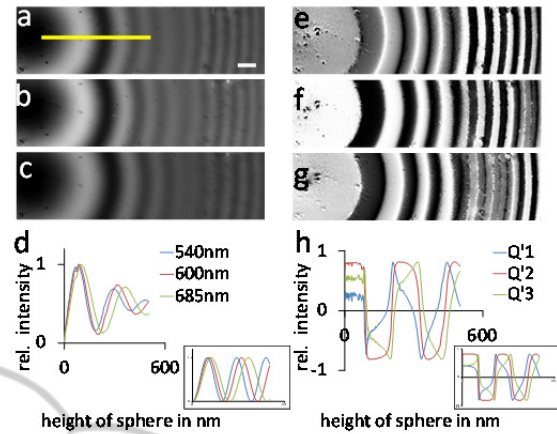 a
b
c
d
540nm
600nm
685nm
rel. intensity
1
0
0
600
height of sphere in nm
e
f
g
h
Q'1
Q'2
Q'3
rel. intensity
1
0
-1
0
600
height of sphere in nm